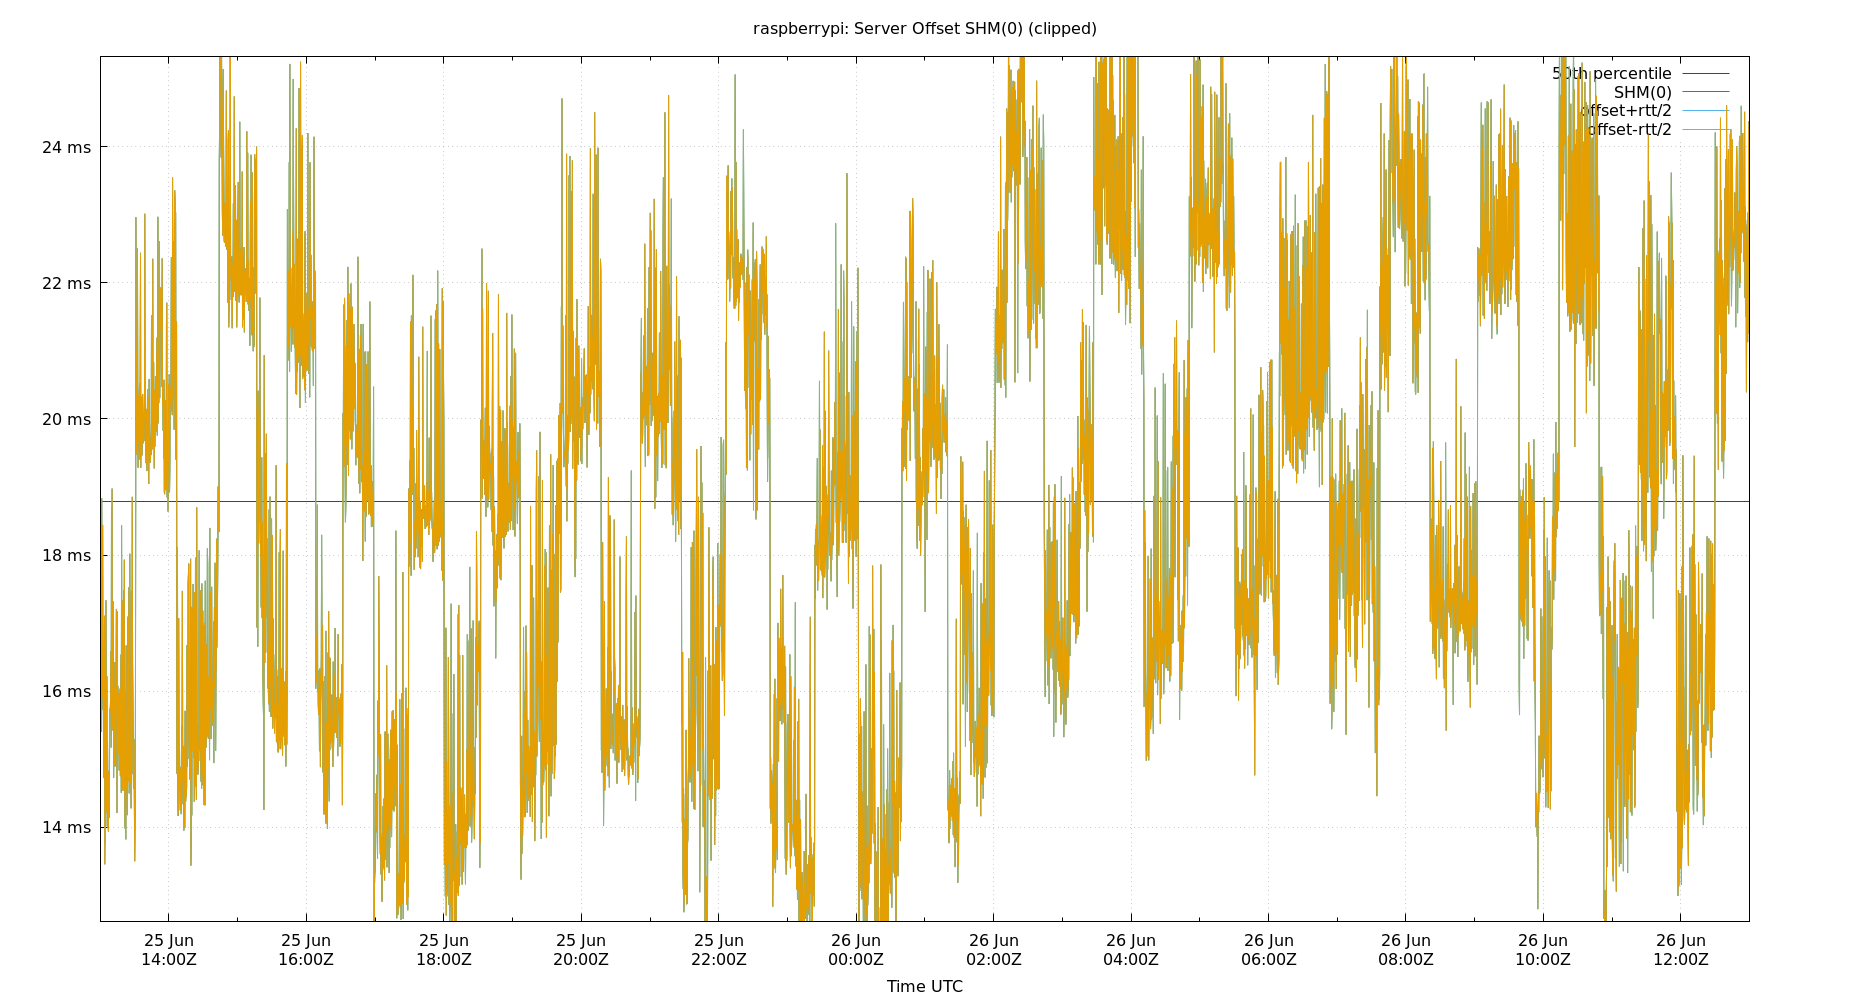 raspberrypi: Server Offset SHM(0) (clipped)
50th percentile
SHM(0)
offset+rtt/2
offset-rtt/2
24 ms
22 ms
20 ms
18 ms
16 ms
14 ms
25 Jun 25 Jun 25 Jun 25 Jun 25 Jun 26 Jun 26 Jun 26 Jun 26 Jun 26 Jun 26 Jun 26 Jun
14:00Z 16:00Z 18:00Z 20:00Z 22:00Z 00:00Z 02:00Z 04:00Z 06:00Z 08:00Z 10:00Z 12:00Z
Time UTC